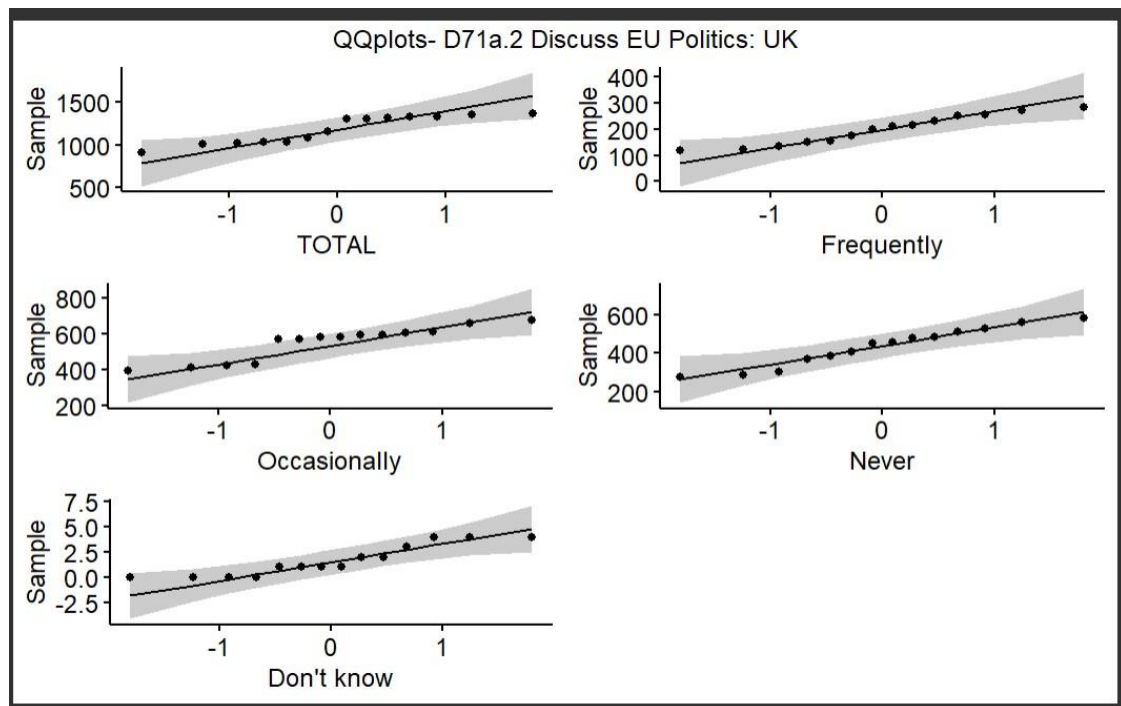 QQplots- D71a.2 Discuss EU Politics: UK
Sample
1500
1000
500
-1 0 1
TOTAL
Sample
400
300
200
100
0
-1 0 1
Frequently
Sample
800
600
400
200
-1 0 1
Occasionally
Sample
600
400
200
-1 0 1
Never
Sample
7.5
5.0
2.5
0.0
-2.5
-1 0 1
Don't know